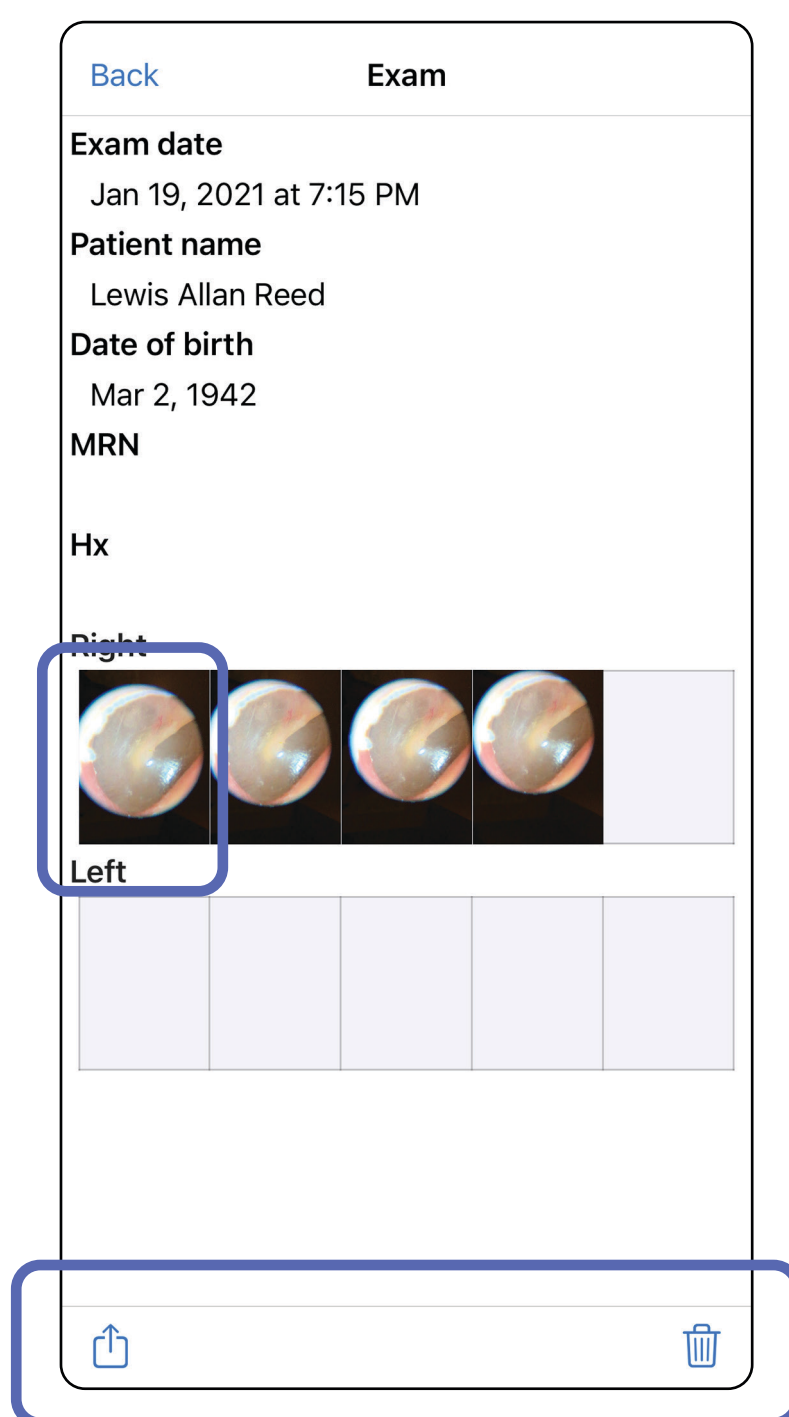 Back
Exam
Exam date
Jan 19, 2021 at 7:15 PM
Patient name
Lewis Allan Reed
Date of birth
Mar 2, 1942
MRN
Hx
Right
Left